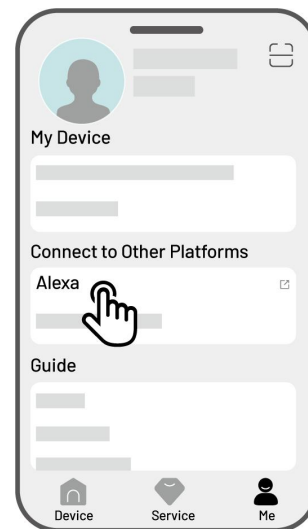 My Device
Connect to Other Platforms
Alexa
Guide
Device
Service
Me